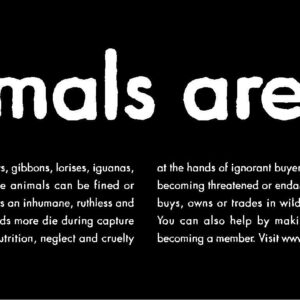 mals are
s, gibbons, lorises, iguanas,
e animals can be fined or
s an inhumane, ruthless and
ds more die during capture
utrition, neglect and cruelty
at the hands of ignorant buyer
becoming threatened or enda
buys, owns or trades in wild
You can also help by maki
becoming a member. Visit www